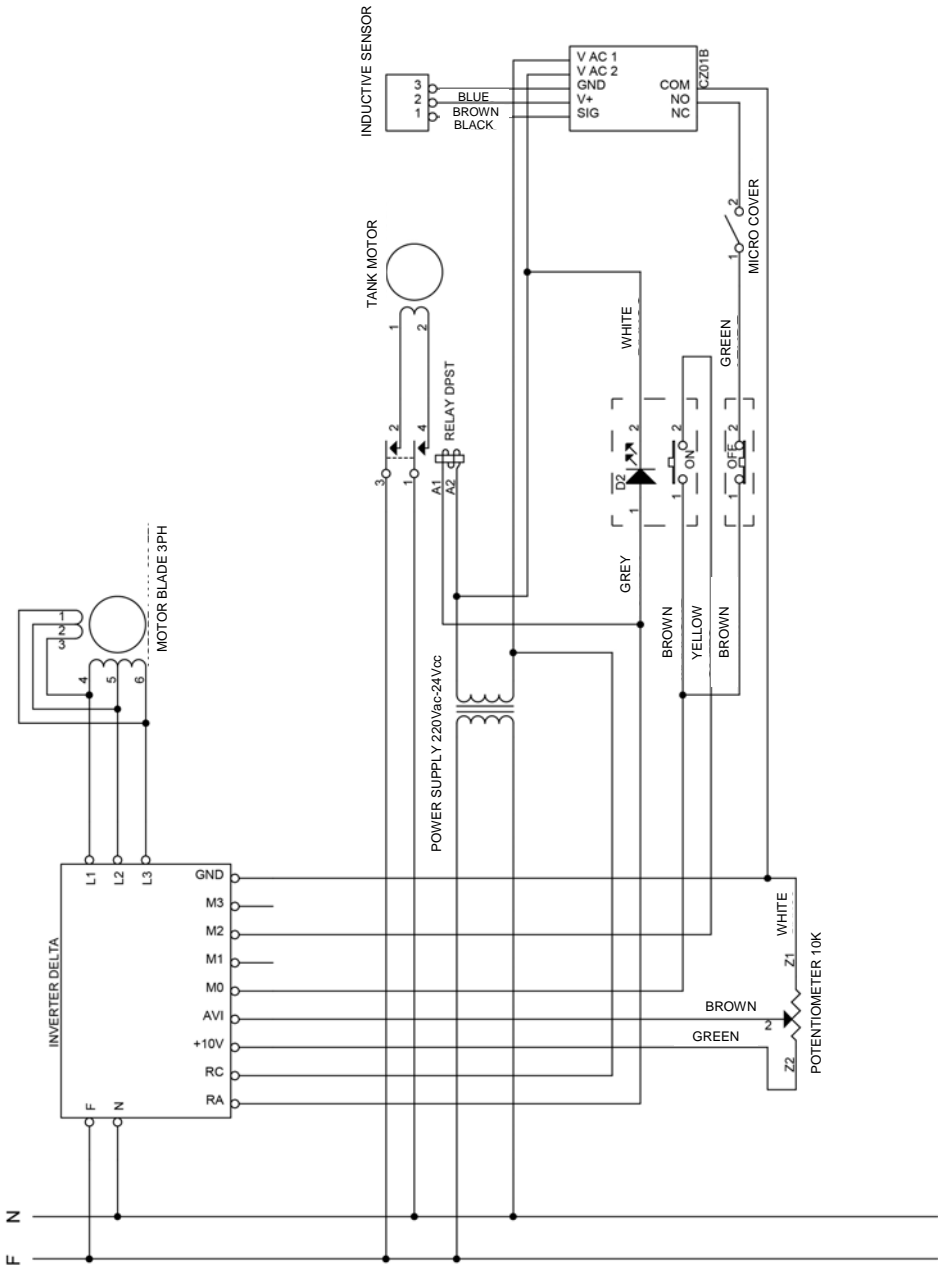 INDUCTIVE SENSOR
3
2
1
BLUE
BROWN
BLACK
V AC 1
V AC 2
GND
V+
SIG
COM
NO
NC
CZ01B
TANK MOTOR
1
2
3
2
1
4
RELAY DPST
A1
A2
MICRO COVER
1
2
WHITE
GREEN
D2
1
2
ON
1
2
OFF
1
2
GREY
BROWN
YELLOW
BROWN
MOTOR BLADE 3PH
1
2
3
4
5
6
POWER SUPPLY 220Vac-24Vcc
INVERTER DELTA
L1
L2
L3
GND
M3
M2
M1
M0
AVI
+10V
RC
RA
F
N
WHITE
BROWN
GREEN
Z1
2
Z2
POTENTIOMETER 10K
N
F